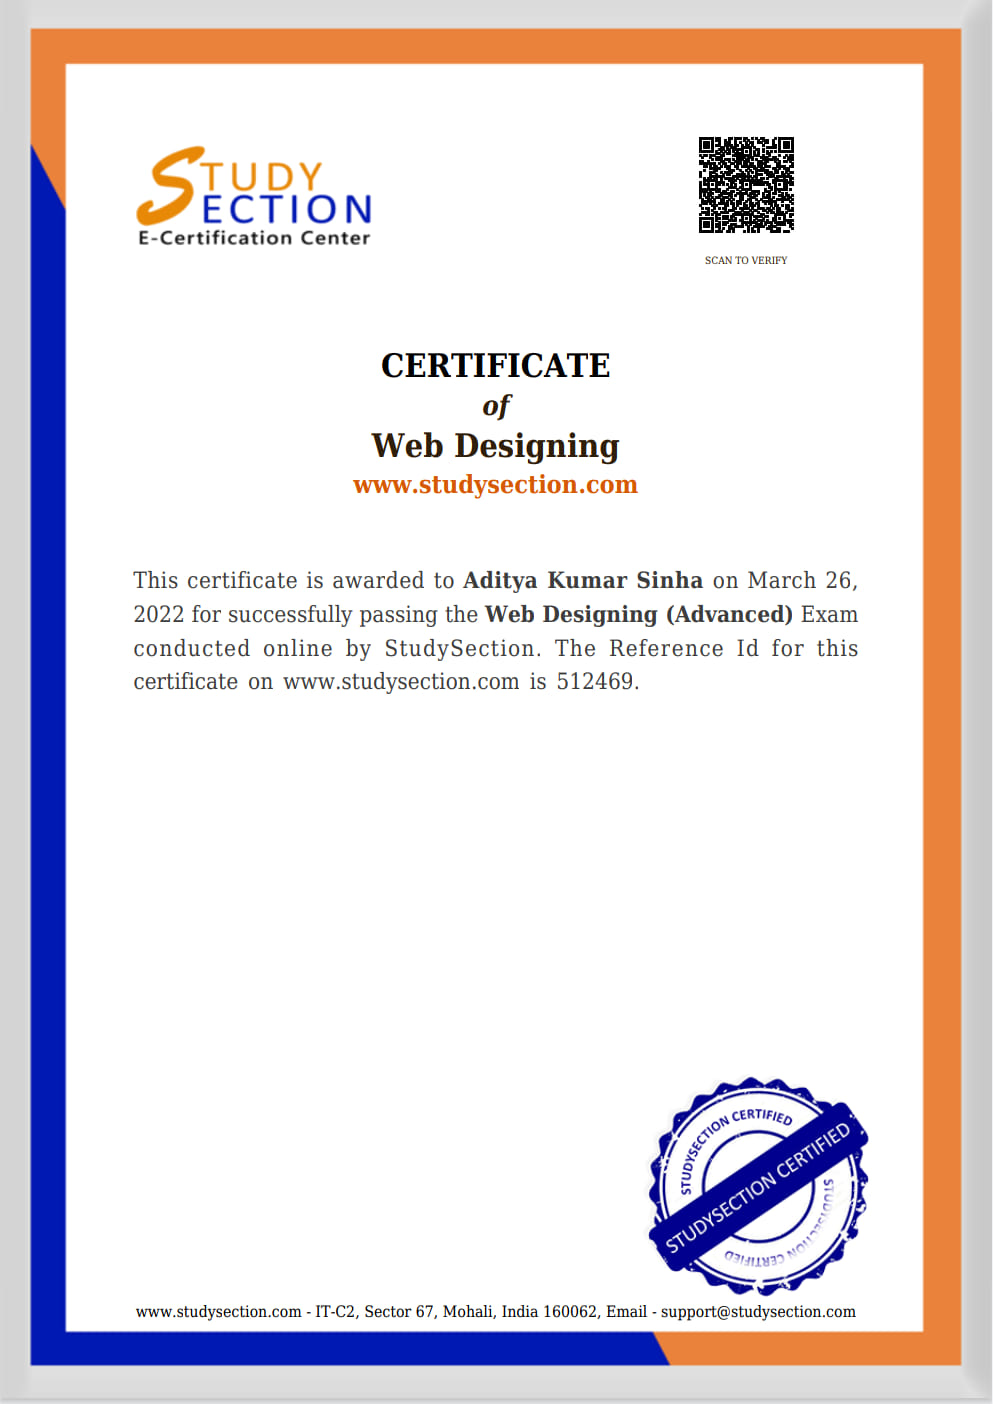 STUDY
SECTION
E-Certification Center
SCAN TO VERIFY
CERTIFICATE
of
Web Designing
www.studysection.com
This certificate is awarded to Aditya Kumar Sinha on March 26,
2022 for successfully passing the Web Designing (Advanced) Exam
conducted online by StudySection. The Reference Id for this
certificate on www.studysection.com is 512469.
STUDYSECTION CERTIFIED
STUDYSECTION CERTIFIED
STUDYSECTION CERTIFIED
www.studysection.com - IT-C2, Sector 67, Mohali, India 160062, Email - support@studysection.com